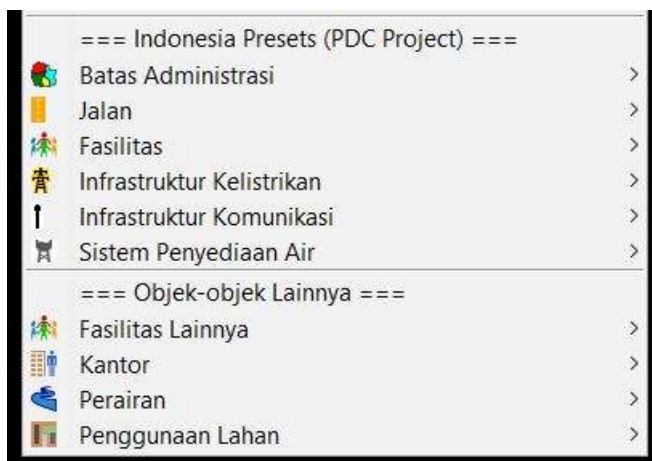 === Indonesia Presets (PDC Project) ===
Batas Administrasi
Jalan
Fasilitas
Infrastruktur Kelistrikan
Infrastruktur Komunikasi
Sistem Penyediaan Air
=== Objek-objek Lainnya ===
Fasilitas Lainnya
Kantor
Perairan
Penggunaan Lahan